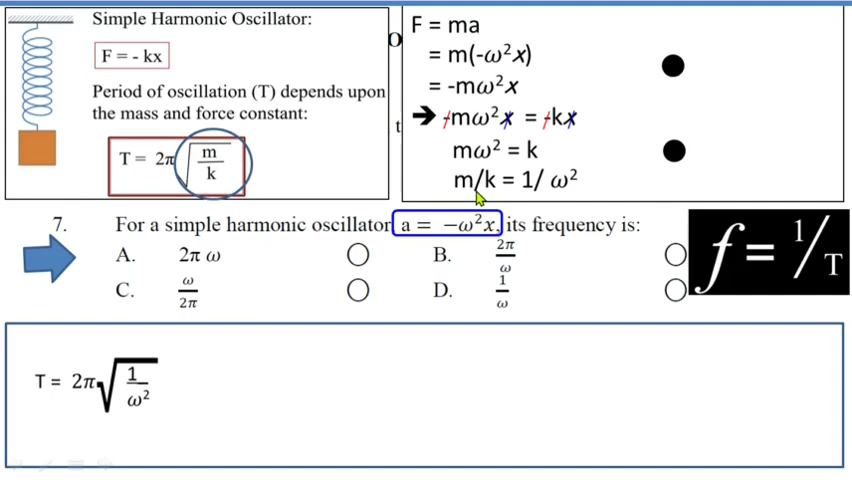 Simple Harmonic Oscillator:
F = - kx
Period of oscillation (T) depends upon
the mass and force constant:
T = 2π √(m/k)
O
t
F = ma
= m(-ω²x)
= -mω²x
➔ -mω²x = -kx
mω² = k
m/k = 1/ ω²
7. For a simple harmonic oscillator a = −ω²x, its frequency is:
A. 2π ω
B. 2π/ω
C. ω/2π
D. 1/ω
f = 1/T
T = 2π √(1/ω²)